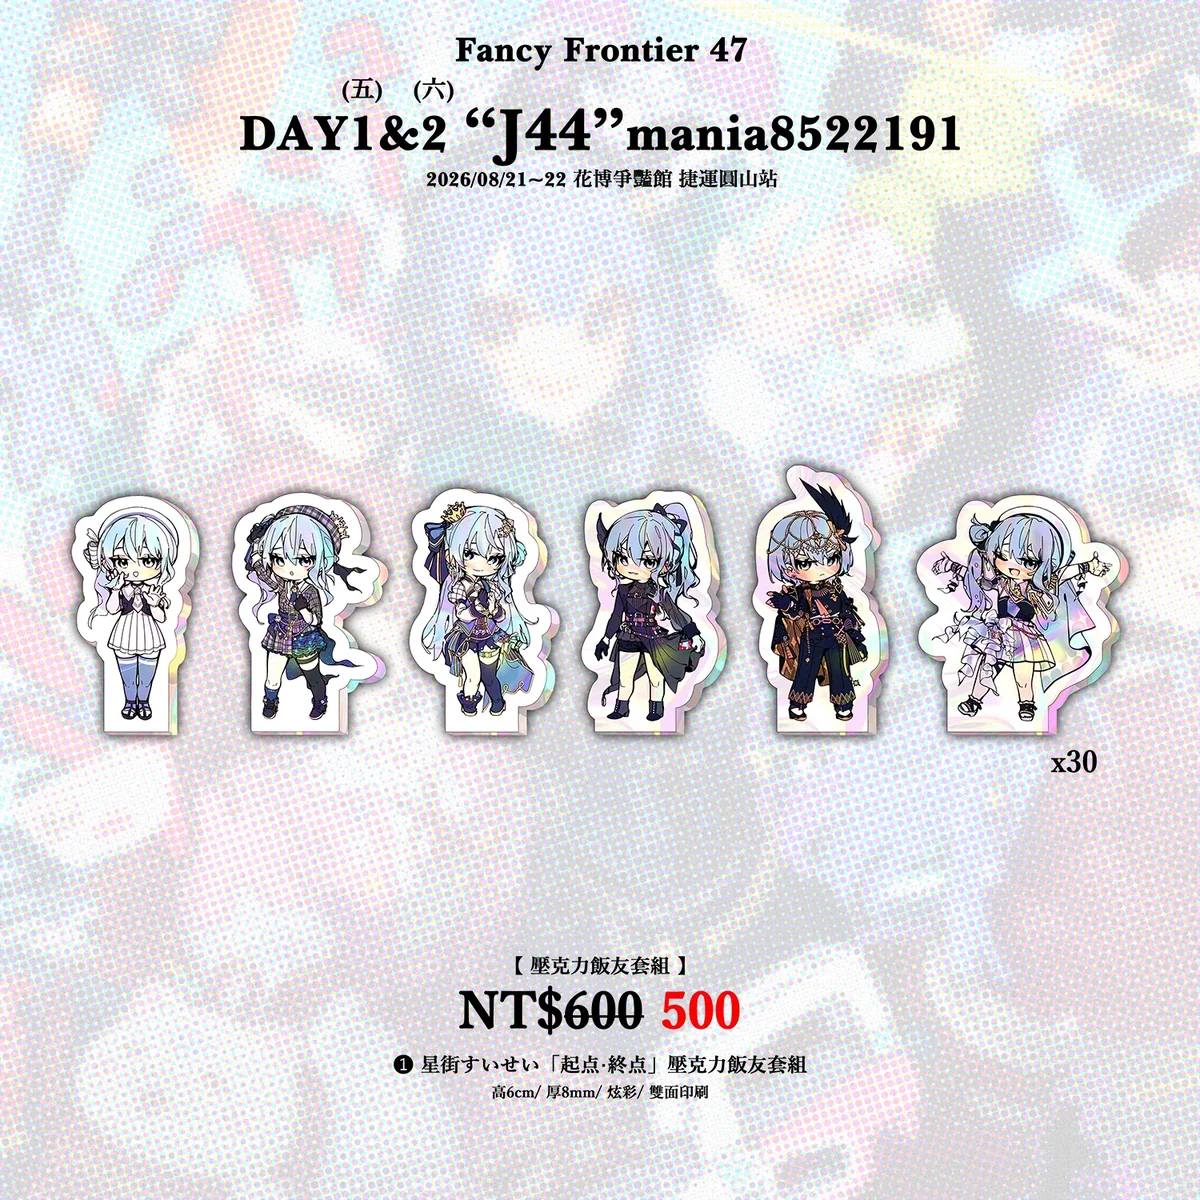 Fancy Frontier 47
(五) (六)
DAY1&2 “J44”mania8522191
2026/08/21~22 花博爭豔館 捷運圓山站
x30
【 壓克力飯友套組 】
NT$600 500
❶ 星街すいせい「起点·終点」壓克力飯友套組
高6cm/ 厚8mm/ 炫彩/ 雙面印刷